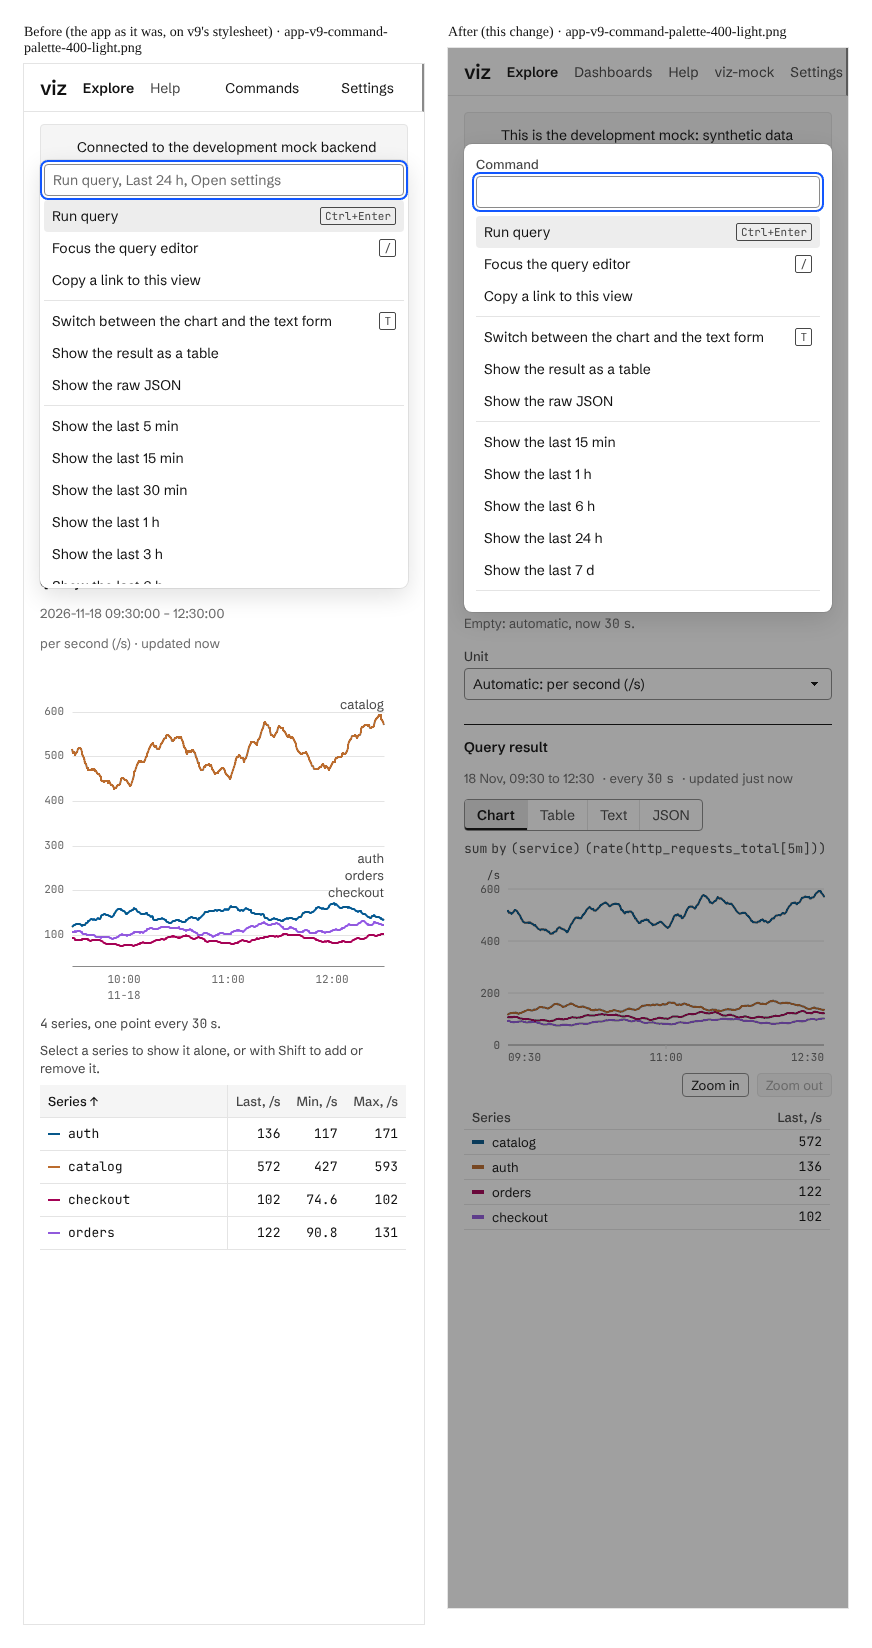 Before (the app as it was, on v9's stylesheet) · app-v9-command-
palette-400-light.png
viz Explore Help Commands Settings
Connected to the development mock backend
Run query, Last 24 h, Open settings
Run query Ctrl+Enter
Focus the query editor /
Copy a link to this view
Switch between the chart and the text form T
Show the result as a table
Show the raw JSON
Show the last 5 min
Show the last 15 min
Show the last 30 min
Show the last 1 h
Show the last 3 h
2026-11-18 09:30:00 – 12:30:00
per second (/s) · updated now
catalog
600
500
400
300
auth
orders
200
checkout
100
10:00 11:00 12:00
11-18
4 series, one point every 30 s.
Select a series to show it alone, or with Shift to add or
remove it.
Series ↑ Last, /s Min, /s Max, /s
auth 136 117 171
catalog 572 427 593
checkout 102 74.6 102
orders 122 90.8 131
After (this change) · app-v9-command-palette-400-light.png
viz Explore Dashboards Help viz-mock Settings
This is the development mock: synthetic data
Command
Run query Ctrl+Enter
Focus the query editor /
Copy a link to this view
Switch between the chart and the text form T
Show the result as a table
Show the raw JSON
Show the last 15 min
Show the last 1 h
Show the last 6 h
Show the last 24 h
Show the last 7 d
Empty: automatic, now 30 s.
Unit
Automatic: per second (/s)
Query result
18 Nov, 09:30 to 12:30 · every 30 s · updated just now
Chart Table Text JSON
sum by (service) (rate(http_requests_total[5m]))
/s
600
400
200
0
09:30 11:00 12:30
Zoom in Zoom out
Series Last, /s
catalog 572
auth 136
orders 122
checkout 102